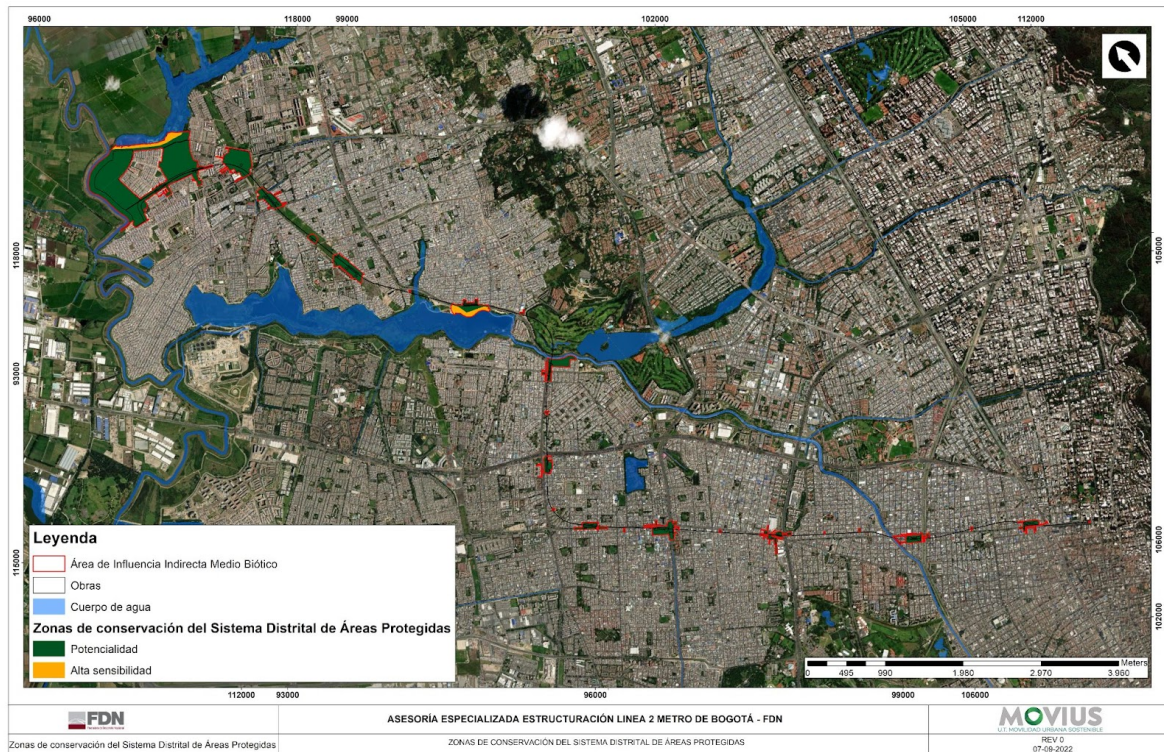 96000 118000 99000 102000 105000 112000
118000
105000
93000
Leyenda
Área de Influencia Indirecta Medio Biótico
Obras
Cuerpo de agua
Zonas de conservación del Sistema Distrital de Áreas Protegidas
Potencialidad
Alta sensibilidad
116000
106000
102000
Meters
0 495 990 1.980 2.970 3.960
112000 93000 96000 99000 106000
FDN
ASESORÍA ESPECIALIZADA ESTRUCTURACIÓN LINEA 2 METRO DE BOGOTÁ - FDN
MOVIUS
U.T. MOVILIDAD URBANA SOSTENIBLE
Zonas de conservación del Sistema Distrital de Áreas Protegidas
ZONAS DE CONSERVACIÓN DEL SISTEMA DISTRITAL DE ÁREAS PROTEGIDAS
REV 0
07-09-2022